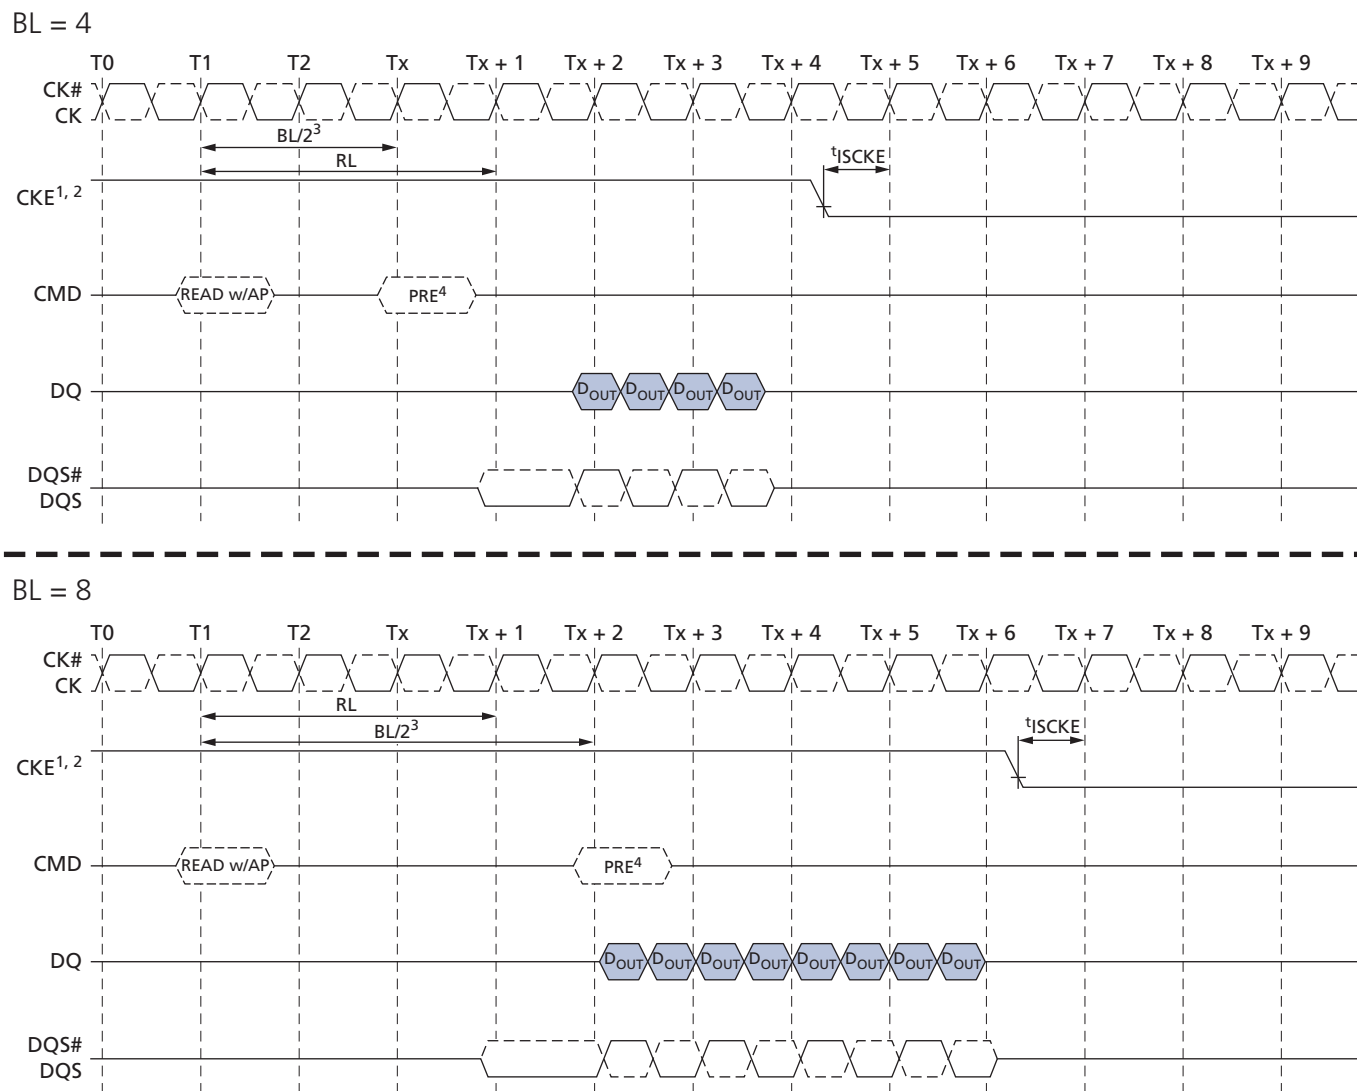 BL = 4
T0 T1 T2 Tx Tx + 1 Tx + 2 Tx + 3 Tx + 4 Tx + 5 Tx + 6 Tx + 7 Tx + 8 Tx + 9
CK#
CK
BL/2³
RL
tISCKE
CKE1, 2
CMD READ w/AP PRE⁴
DQ DOUT DOUT DOUT DOUT
DQS#
DQS
BL = 8
T0 T1 T2 Tx Tx + 1 Tx + 2 Tx + 3 Tx + 4 Tx + 5 Tx + 6 Tx + 7 Tx + 8 Tx + 9
CK#
CK
RL
BL/2³
tISCKE
CKE1, 2
CMD READ w/AP PRE⁴
DQ DOUT DOUT DOUT DOUT DOUT DOUT DOUT DOUT
DQS#
DQS